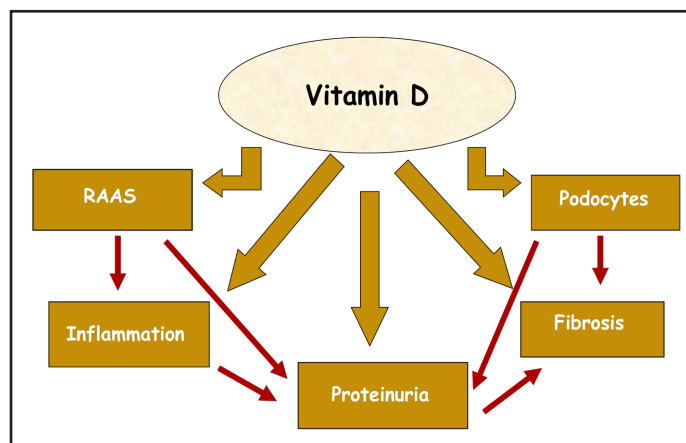 Vitamin D
RAAS
Podocytes
Inflammation
Fibrosis
Proteinuria